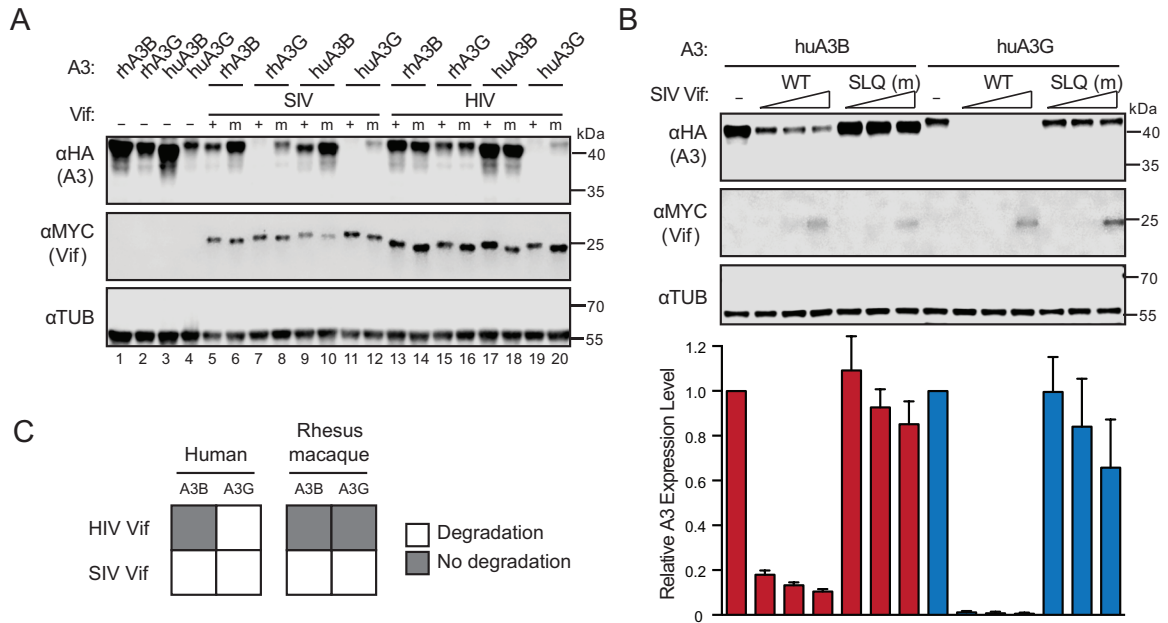 A
A3:
rhA3B rhA3G huA3B huA3G rhA3B rhA3G huA3B huA3G rhA3B rhA3G huA3B huA3G
Vif:
SIV HIV
– – – – + m + m + m + m + m + m + m + m
kDa
αHA
(A3)
40
35
αMYC
(Vif)
25
αTUB
70
55
1 2 3 4 5 6 7 8 9 10 11 12 13 14 15 16 17 18 19 20
B
A3: huA3B huA3G
SIV Vif: – WT SLQ (m) – WT SLQ (m)
kDa
αHA
(A3)
40
35
αMYC
(Vif)
25
αTUB
70
55
Relative A3 Expression Level
1.2
1.0
0.8
0.6
0.4
0.2
0
C
Human Rhesus
macaque
A3B A3G A3B A3G
HIV Vif
SIV Vif
Degradation
No degradation